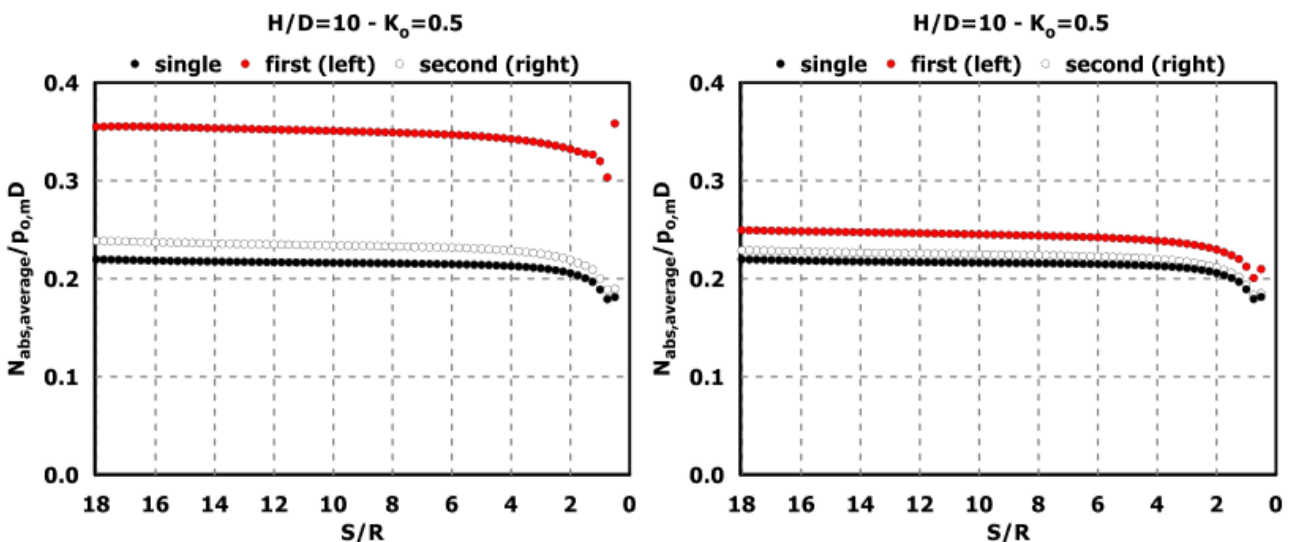 H/D=10 - Ko=0.5
single first (left) second (right)
0.4
0.3
0.2
0.1
0.0
Nabs,average/po,mD
18 16 14 12 10 8 6 4 2 0
S/R
H/D=10 - Ko=0.5
single first (left) second (right)
0.4
0.3
0.2
0.1
0.0
Nabs,average/po,mD
18 16 14 12 10 8 6 4 2 0
S/R